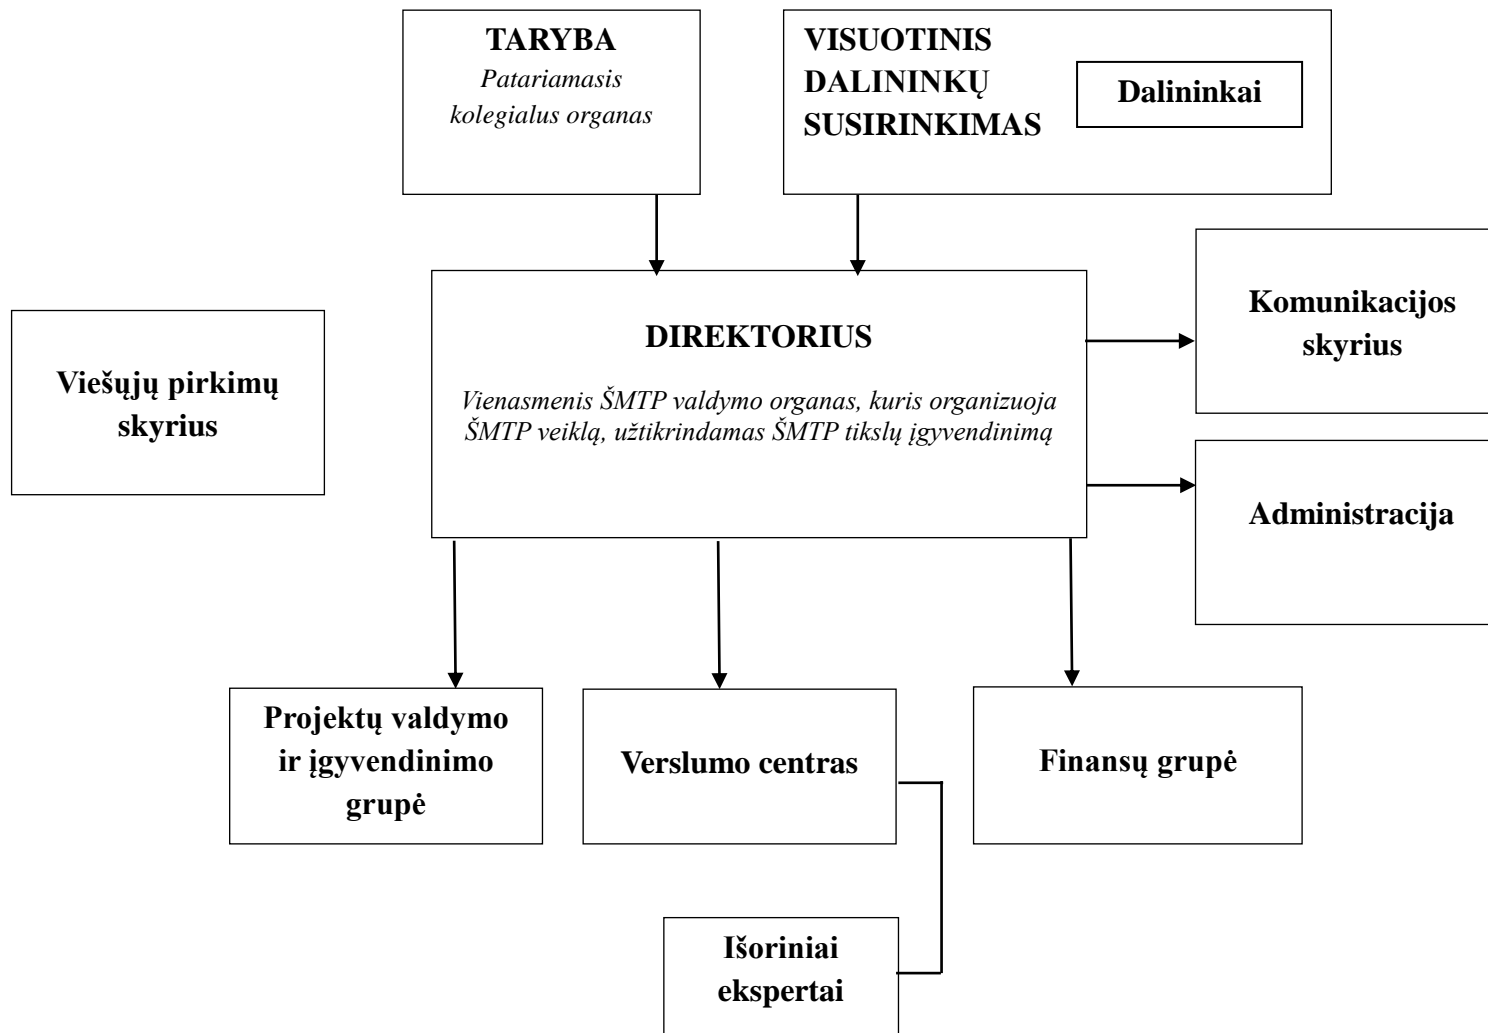 TARYBA
Patariamasis
kolegialus organas
VISUOTINIS
DALININKŲ
SUSIRINKIMAS
Dalininkai
Viešųjų pirkimų
skyrius
DIREKTORIUS
Vienasmenis ŠMTP valdymo organas, kuris organizuoja
ŠMTP veiklą, užtikrindamas ŠMTP tikslų įgyvendinimą
Komunikacijos
skyrius
Administracija
Projektų valdymo
ir įgyvendinimo
grupė
Verslumo centras
Finansų grupė
Išoriniai
ekspertai